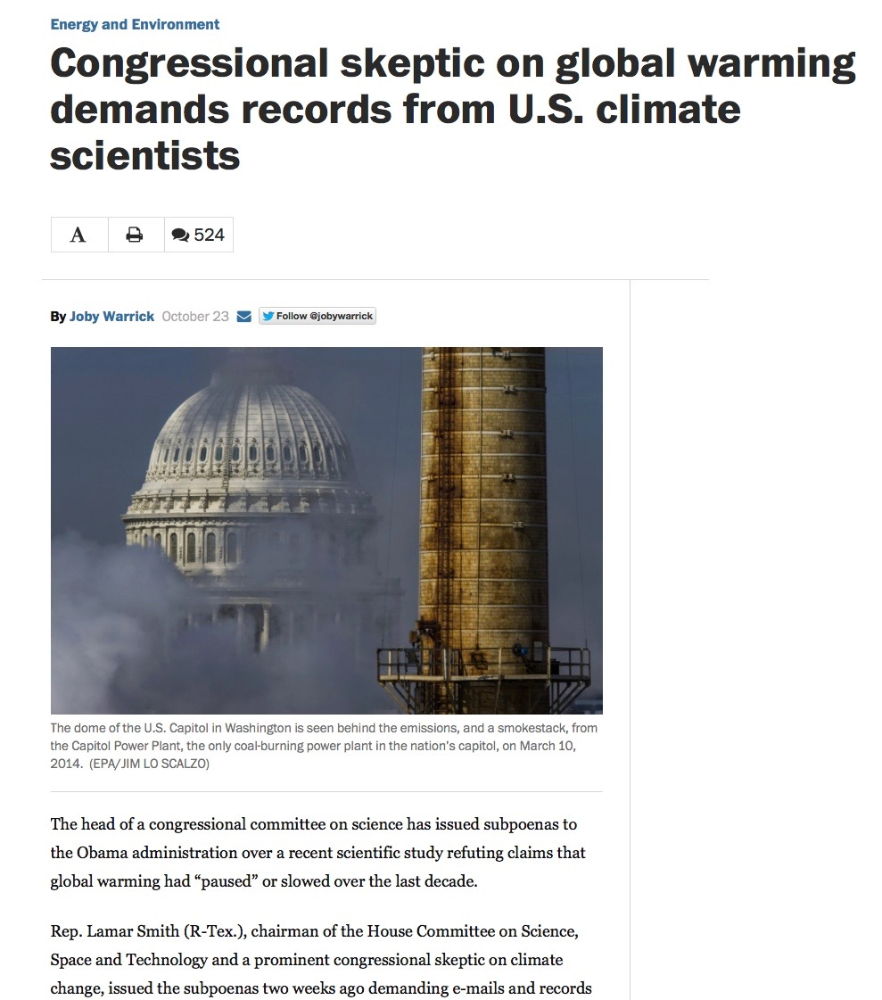 Energy and Environment
Congressional skeptic on global warming
demands records from U.S. climate
scientists
A
524
By Joby Warrick October 23 Follow @jobywarrick
The dome of the U.S. Capitol in Washington is seen behind the emissions, and a smokestack, from
the Capitol Power Plant, the only coal-burning power plant in the nation's capitol, on March 10,
2014. (EPA/JIM LO SCALZO)
The head of a congressional committee on science has issued subpoenas to
the Obama administration over a recent scientific study refuting claims that
global warming had “paused” or slowed over the last decade.
Rep. Lamar Smith (R-Tex.), chairman of the House Committee on Science,
Space and Technology and a prominent congressional skeptic on climate
change, issued the subpoenas two weeks ago demanding e-mails and records